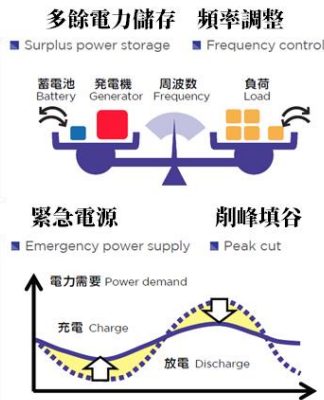 多餘電力儲存 頻率調整
Surplus power storage Frequency control
蓄電池 発電機 周波数 負荷
Battery Generator Frequency Load
緊急電源 削峰填谷
Emergency power supply Peak cut
電力需要 Power demand
充電 Charge
放電 Discharge